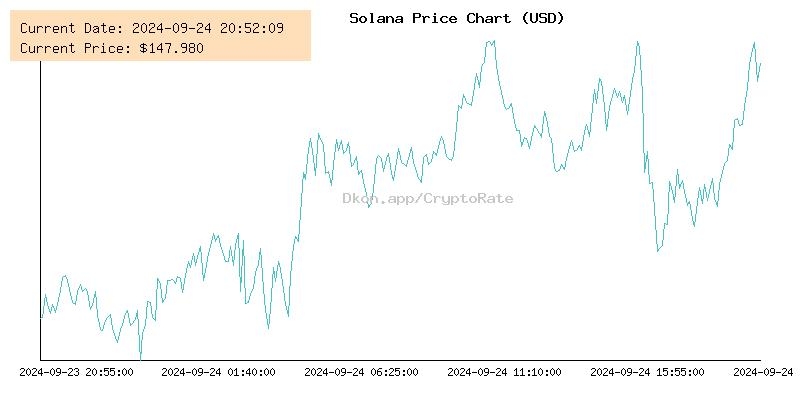 Solana Price Chart (USD)
Current Date: 2024-09-24 20:52:09
Current Price: $147.980
Dkon.app/CryptoRate
2024-09-23 20:55:00
2024-09-24 01:40:00
2024-09-24 06:25:00
2024-09-24 11:10:00
2024-09-24 15:55:00
2024-09-24